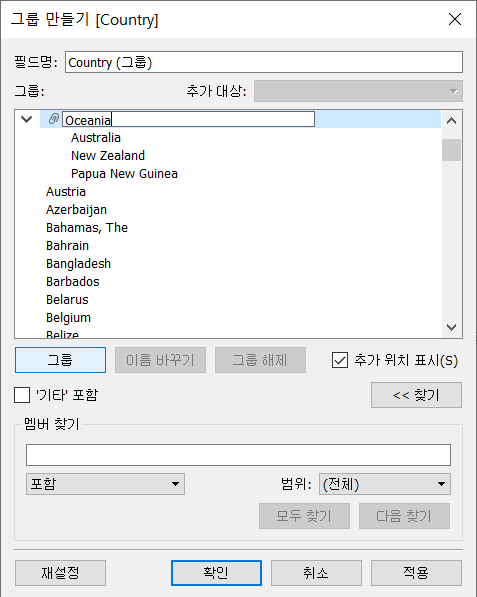 그룹 만들기 [Country]
필드명: Country (그룹)
그룹: 추가 대상:
Oceania
Australia
New Zealand
Papua New Guinea
Austria
Azerbaijan
Bahamas, The
Bahrain
Bangladesh
Barbados
Belarus
Belgium
Belize
그룹 이름 바꾸기 그룹 해제 추가 위치 표시(S)
'기타' 포함 << 찾기
멤버 찾기
포함 범위: (전체)
모두 찾기 다음 찾기
재설정 확인 취소 적용